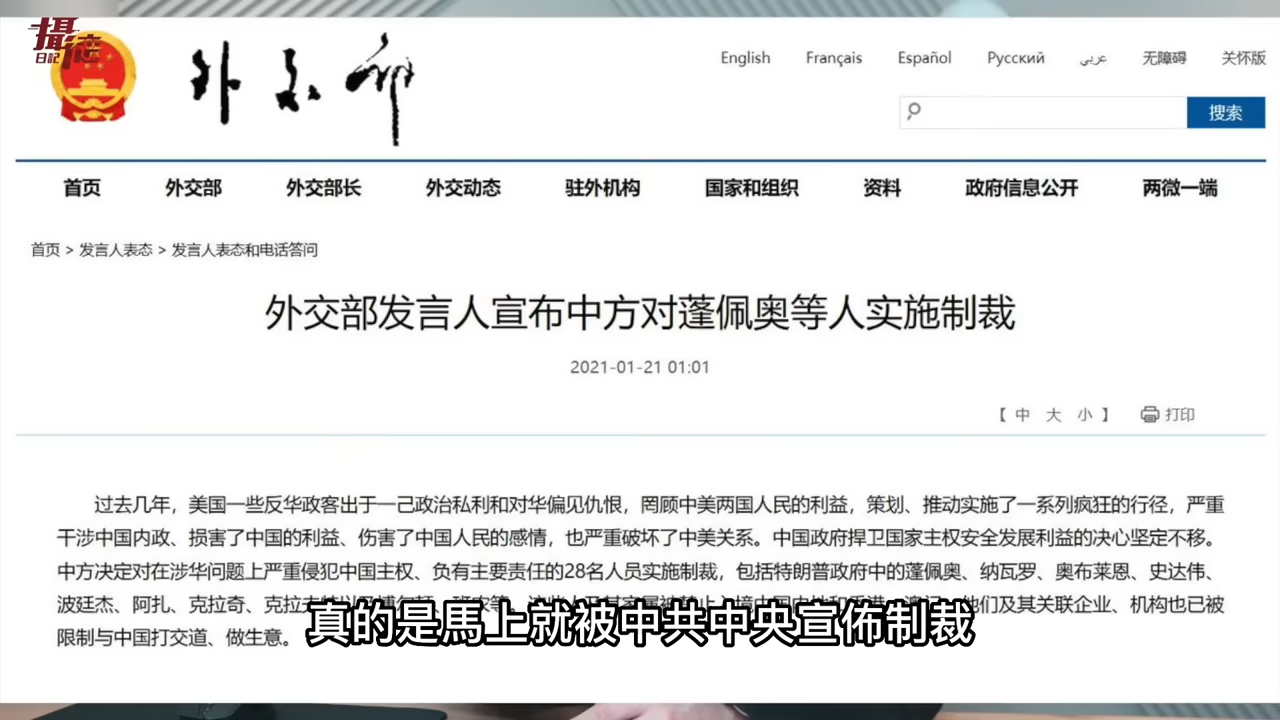 攝徒日記
外交部
English Français Español Русский عربي 无障碍 关怀版
搜索
首页 外交部 外交部长 外交动态 驻外机构 国家和组织 资料 政府信息公开 两微一端
首页 > 发言人表态 > 发言人表态和电话答问
外交部发言人宣布中方对蓬佩奥等人实施制裁
2021-01-21 01:01
【 中 大 小 】 打印
过去几年，美国一些反华政客出于一己政治私利和对华偏见仇恨，罔顾中美两国人民的利益，策划、推动实施了一系列疯狂的行径，严重
干涉中国内政、损害了中国的利益、伤害了中国人民的感情，也严重破坏了中美关系。中国政府捍卫国家主权安全发展利益的决心坚定不移。
中方决定对在涉华问题上严重侵犯中国主权、负有主要责任的28名人员实施制裁，包括特朗普政府中的蓬佩奥、纳瓦罗、奥布莱恩、史达伟、
波廷杰、阿扎、克拉奇、克拉 他们及其关联企业、机构也已被
限制与中国打交道、做生意。
真的是馬上就被中共中央宣佈制裁